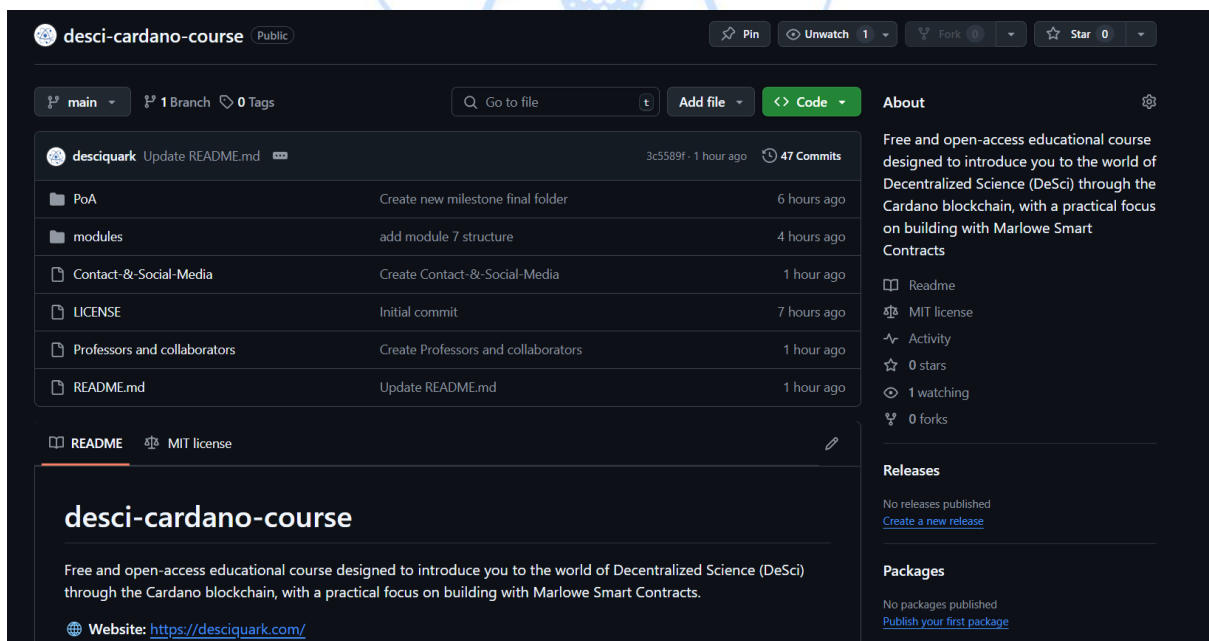 desci-cardano-course Public
Pin
Unwatch 1
Fork 0
Star 0
main
1 Branch
0 Tags
Go to file
t
Add file
Code
desciquark Update README.md
3c5589f · 1 hour ago
47 Commits
PoA Create new milestone final folder 6 hours ago
modules add module 7 structure 4 hours ago
Contact-&-Social-Media Create Contact-&-Social-Media 1 hour ago
LICENSE Initial commit 7 hours ago
Professors and collaborators Create Professors and collaborators 1 hour ago
README.md Update README.md 1 hour ago
README
MIT license
desci-cardano-course
Free and open-access educational course designed to introduce you to the world of Decentralized Science (DeSci)
through the Cardano blockchain, with a practical focus on building with Marlowe Smart Contracts.
Website: https://desciquark.com/
About
Free and open-access educational course
designed to introduce you to the world of
Decentralized Science (DeSci) through the
Cardano blockchain, with a practical focus
on building with Marlowe Smart
Contracts
Readme
MIT license
Activity
0 stars
1 watching
0 forks
Releases
No releases published
Create a new release
Packages
No packages published
Publish your first package